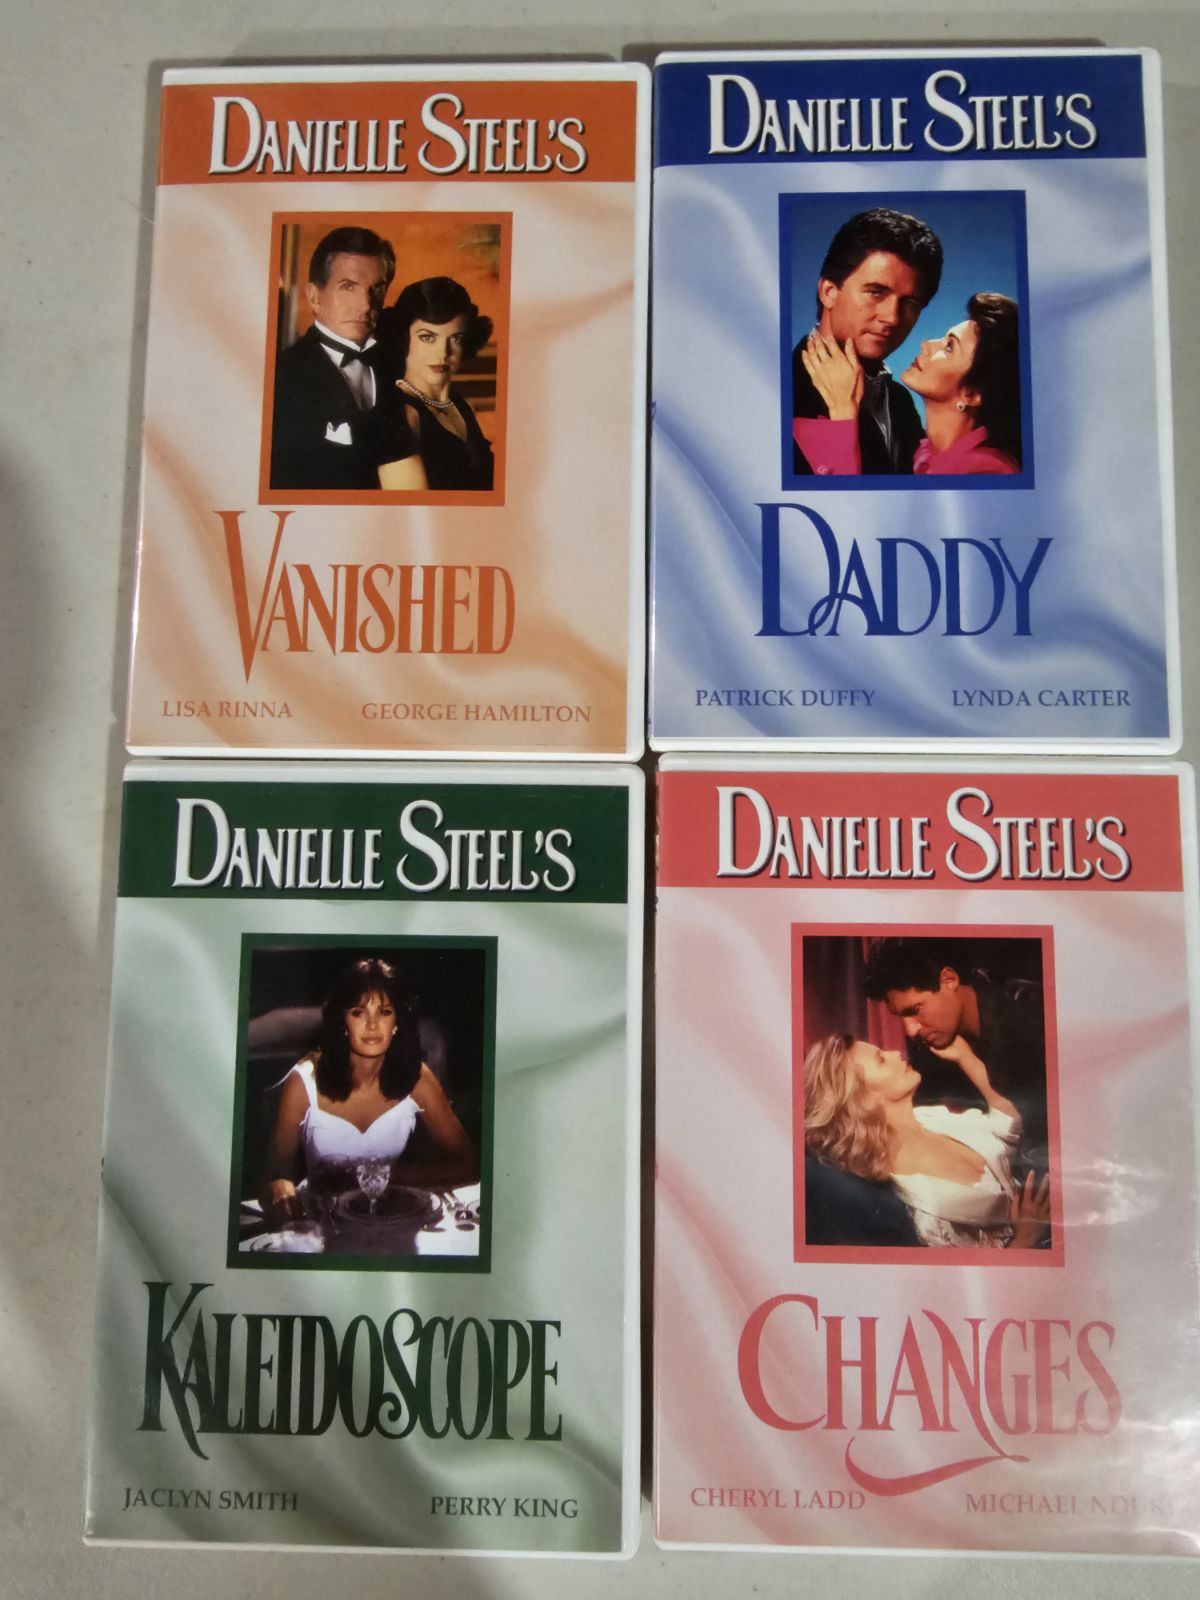 DANIELLE STEEL'S
VANISHED
LISA RINNA GEORGE HAMILTON
DANIELLE STEEL'S
DADDY
PATRICK DUFFY LYNDA CARTER
DANIELLE STEEL'S
KALEIDOSCOPE
JACLYN SMITH PERRY KING
DANIELLE STEEL'S
CHANGES
CHERYL LADD MICHAEL